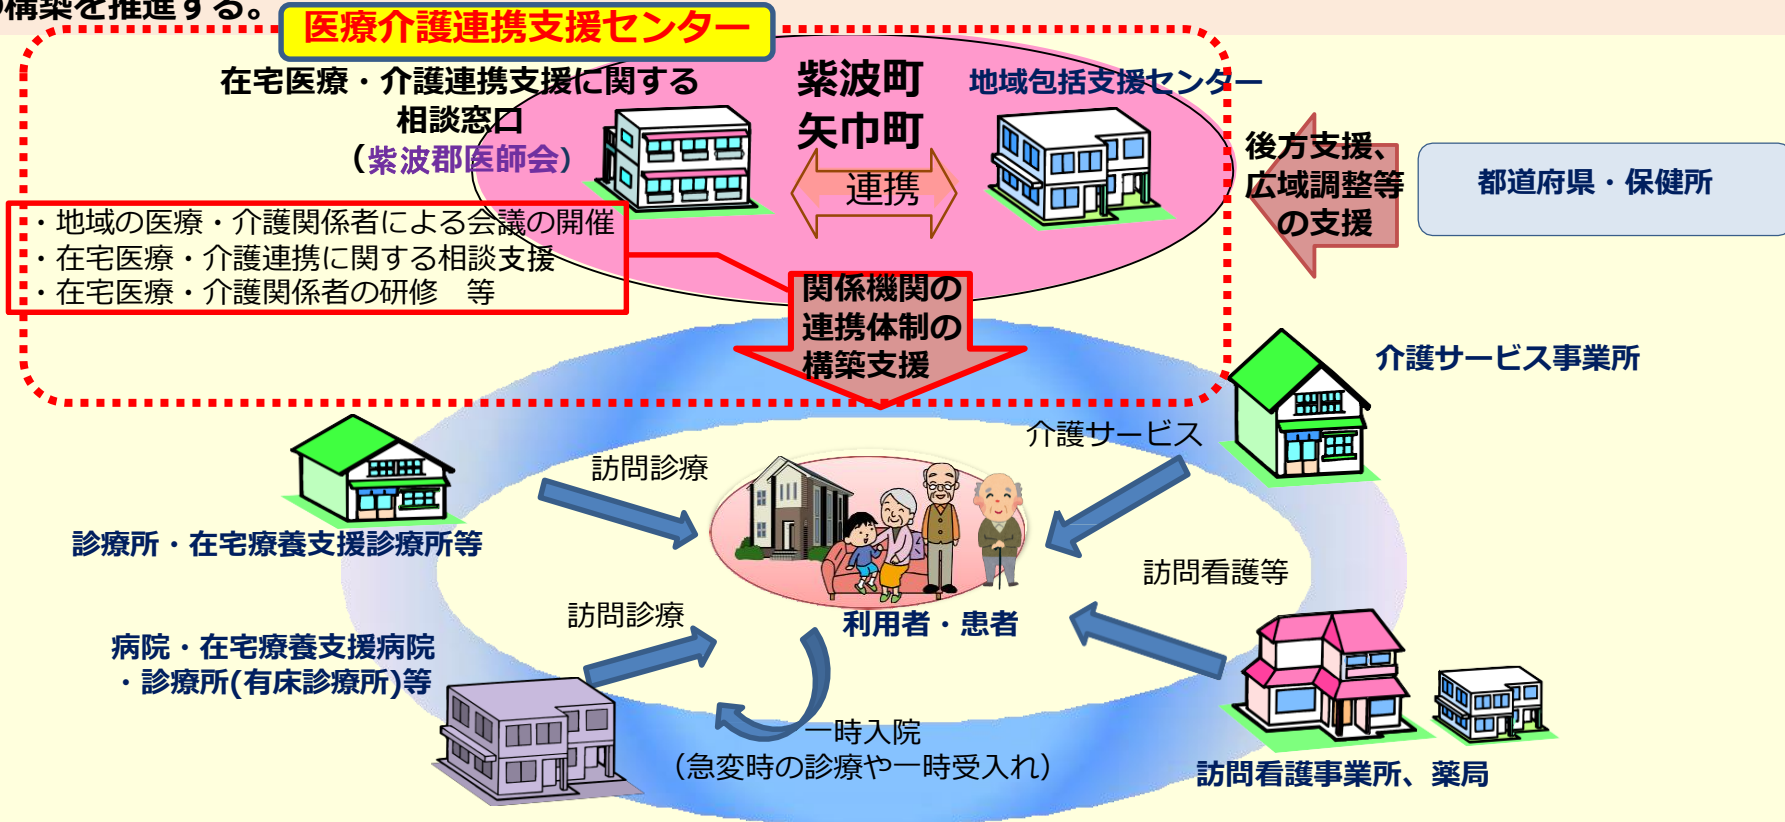 の構築を推進する。
医療介護連携支援センター
在宅医療・介護連携支援に関する
相談窓口
（紫波郡医師会）
紫波町
矢巾町
地域包括支援センター
連携
後方支援、
広域調整等
の支援
都道府県・保健所
・地域の医療・介護関係者による会議の開催
・在宅医療・介護連携に関する相談支援
・在宅医療・介護関係者の研修　等
関係機関の
連携体制の
構築支援
介護サービス事業所
介護サービス
訪問診療
診療所・在宅療養支援診療所等
訪問看護等
訪問診療
利用者・患者
病院・在宅療養支援病院
・診療所(有床診療所)等
一時入院
（急変時の診療や一時受入れ）
訪問看護事業所、薬局